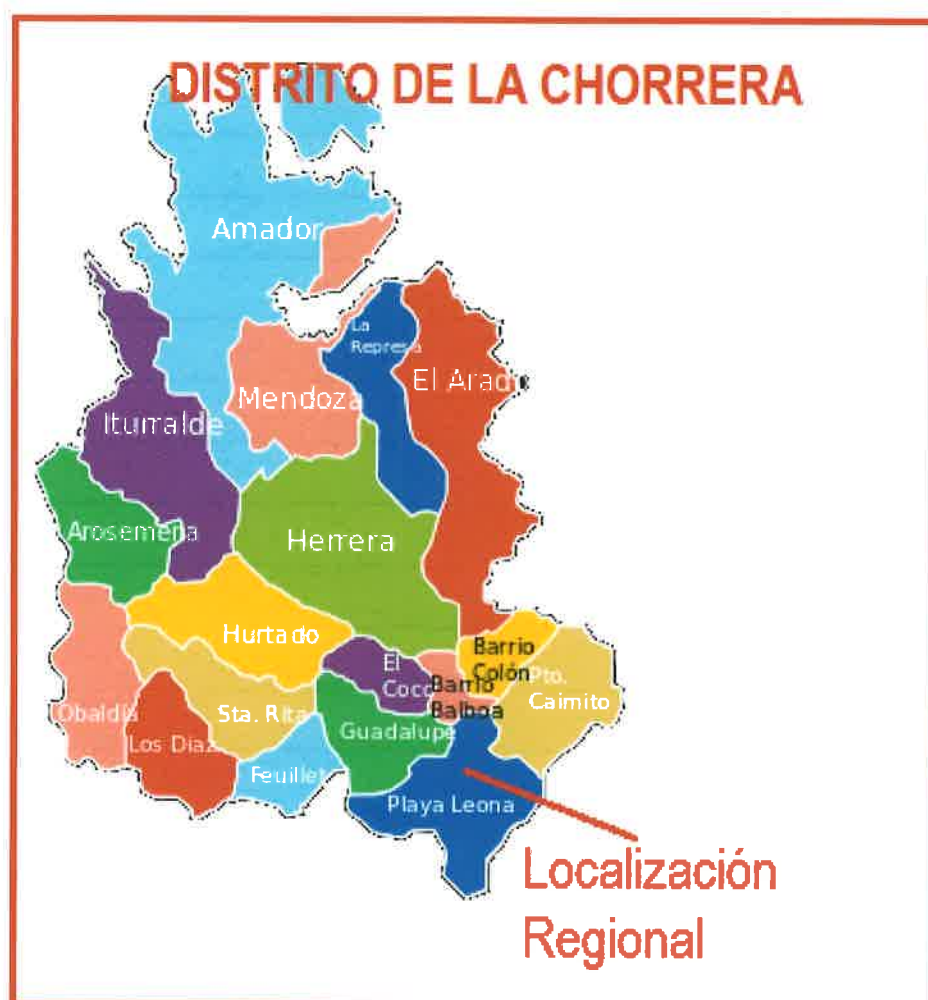 DISTRITO DE LA CHORRERA
Amador
La
Represa
El Arado
Mendoza
Iturralde
Arosemena
Herrera
Hurtado
Barrio
Colón
El
Coco
Barrio
Balboa
Pto.
Caimito
Obaldía
Sta. Rita
Los Diaz
Guadalupe
Feuillet
Playa Leona
Localización
Regional